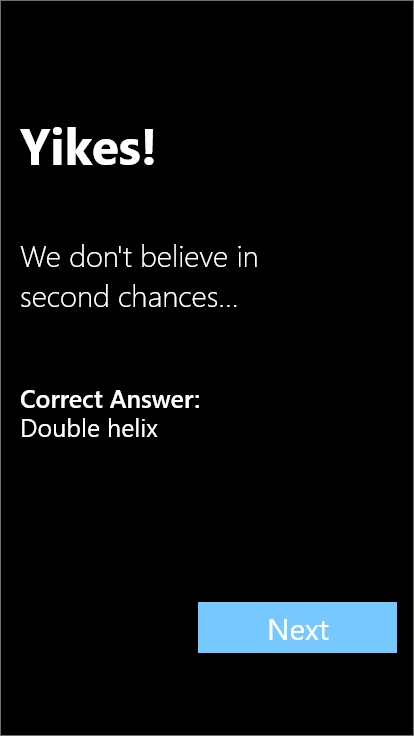 Yikes!
We don't believe in
second chances...
Correct Answer:
Double helix
Next